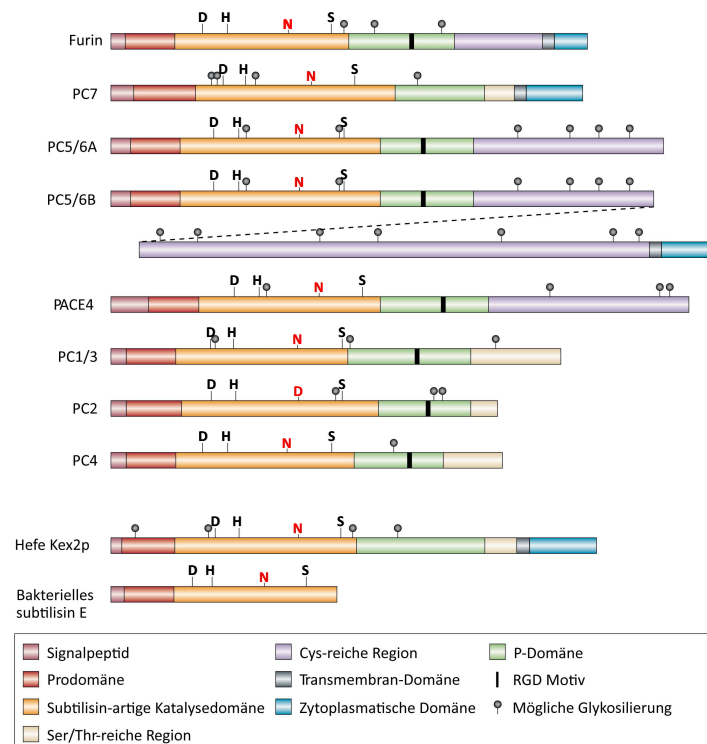 D H N S
Furin
D H N S
PC7
D H N S
PC5/6A
D H N S
PC5/6B
D H N S
PACE4
D H N S
PC1/3
D H D S
PC2
D H N S
PC4
D H N S
Hefe Kex2p
D H N S
Bakterielles
subtilisin E
Signalpeptid
Cys-reiche Region
P-Domäne
Prodomäne
Transmembran-Domäne
RGD Motiv
Subtilisin-artige Katalysedomäne
Zytoplasmatische Domäne
Mögliche Glykosilierung
Ser/Thr-reiche Region